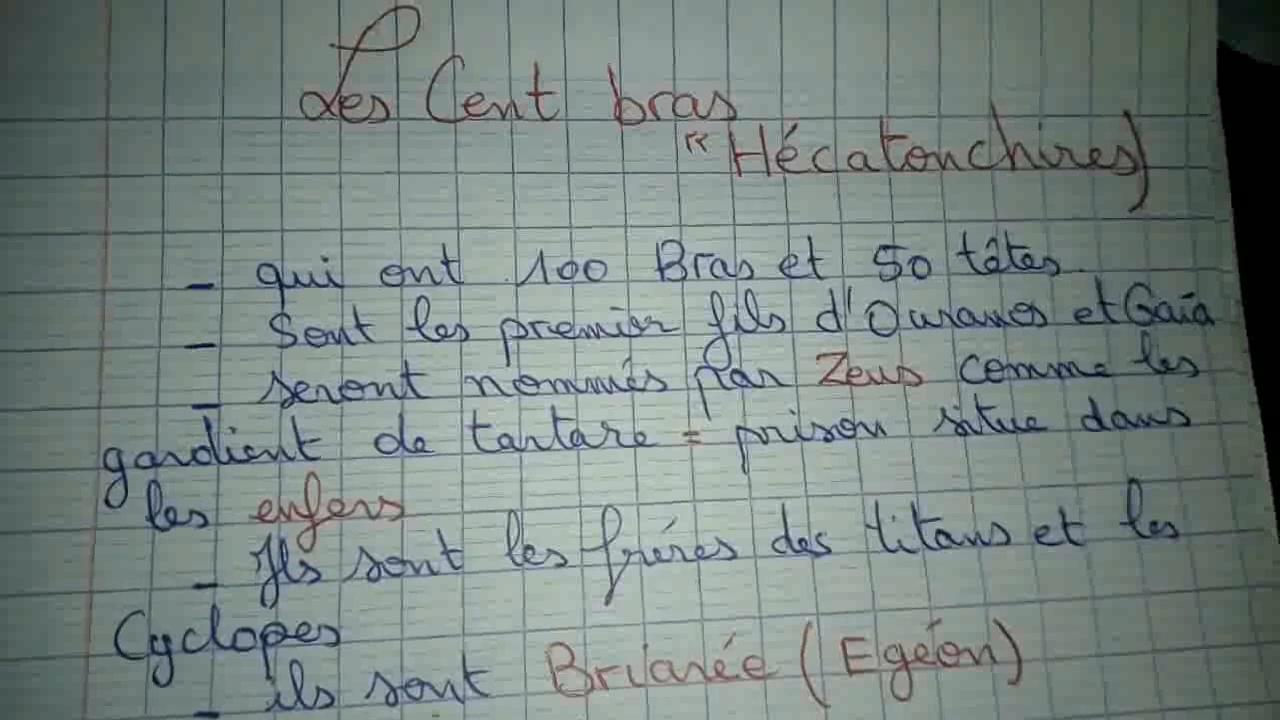 Les Cent bras
"Hécatonchires)
- qui ont 100 Bras et 50 têtes
- Sont les premier fils d'Ouranos et Gaïa
- seront nommés par Zeus comme les
gardient de tartare = prison situe dans
les enfers
- Ils sont les fréres des titans et les
Cyclopes
- ils sont Briarée (Egéon)